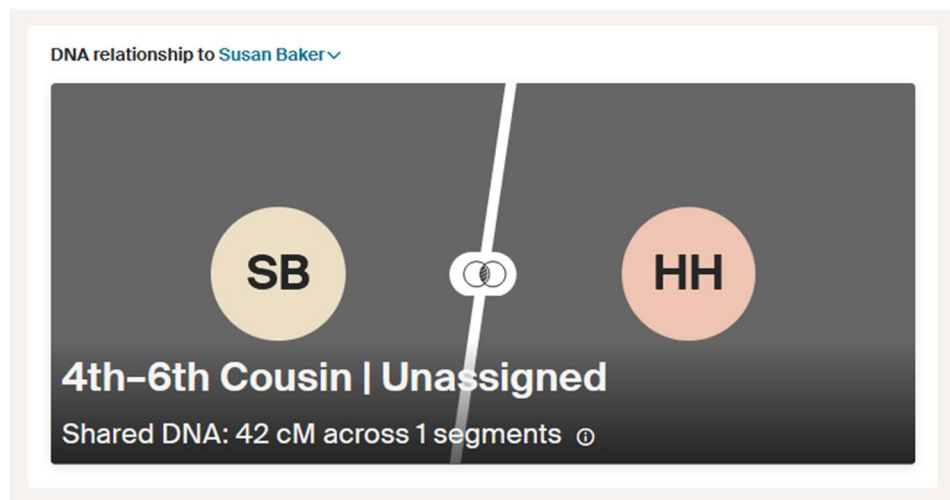 DNA relationship to Susan Baker
SB
HH
4th–6th Cousin | Unassigned
Shared DNA: 42 cM across 1 segments